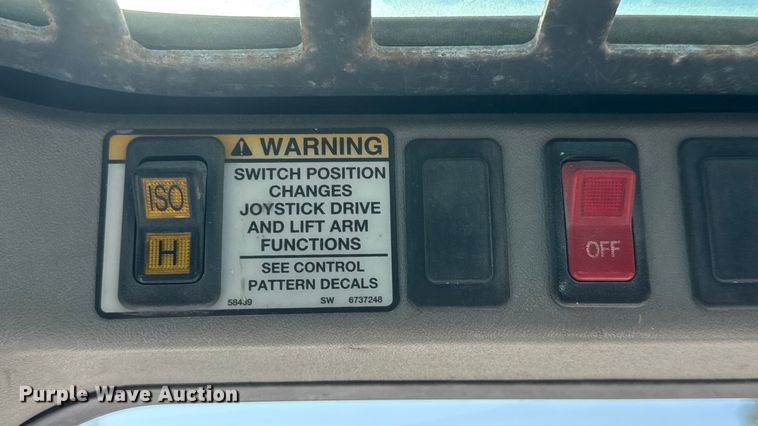 ISO
H
WARNING
SWITCH POSITION
CHANGES
JOYSTICK DRIVE
AND LIFT ARM
FUNCTIONS
SEE CONTROL
PATTERN DECALS
SW 6737248
OFF
Purple Wave Auction